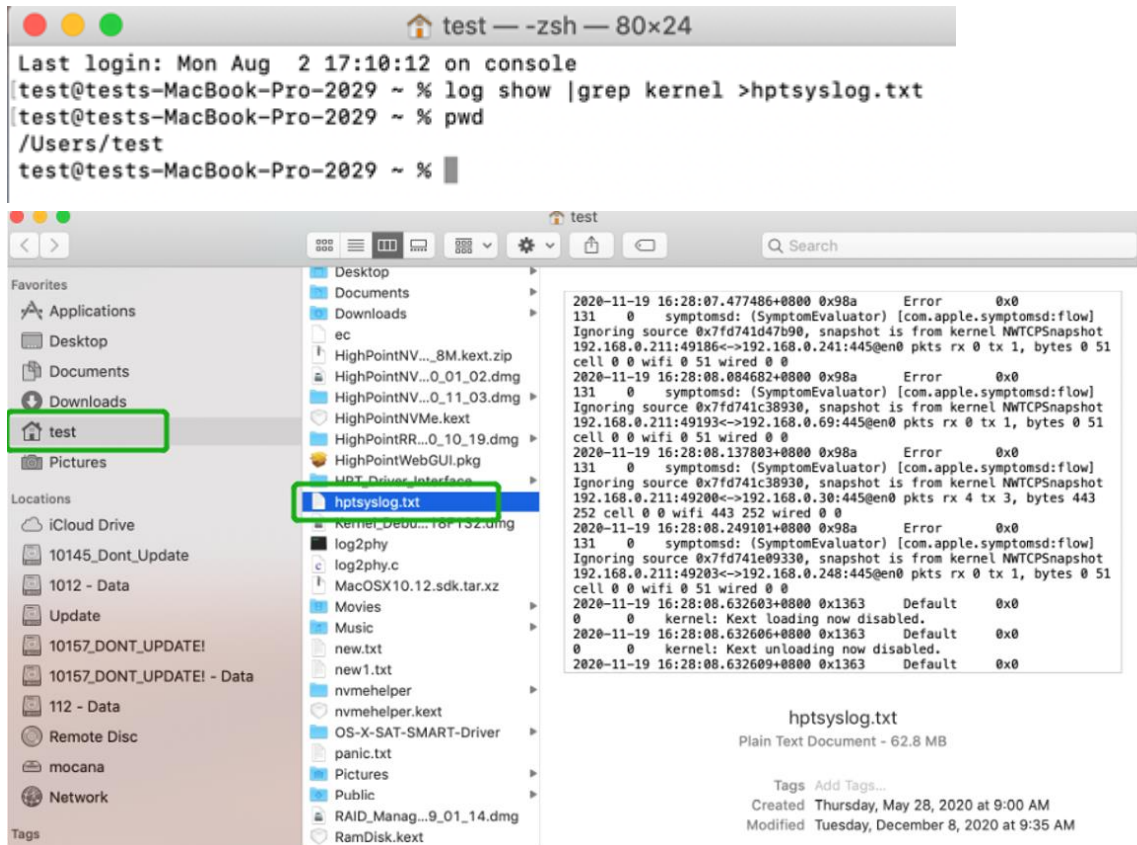 test — -zsh — 80×24
Last login: Mon Aug  2 17:10:12 on console
[test@tests-MacBook-Pro-2029 ~ % log show |grep kernel >hptsyslog.txt
[test@tests-MacBook-Pro-2029 ~ % pwd
/Users/test
test@tests-MacBook-Pro-2029 ~ %
test
Search
Favorites
Applications
Desktop
Documents
Downloads
test
Pictures
Locations
iCloud Drive
10145_Dont_Update
1012 - Data
Update
10157_DONT_UPDATE!
10157_DONT_UPDATE! - Data
112 - Data
Remote Disc
mocana
Network
Tags
Desktop
Documents
Downloads
ec
HighPointNV..._8M.kext.zip
HighPointNV...0_01_02.dmg
HighPointNV...0_11_03.dmg
HighPointNVMe.kext
HighPointRR...0_10_19.dmg
HighPointWebGUI.pkg
HPT_Driver_Interface
hptsyslog.txt
Kernel_Debu...18F132.dmg
log2phy
log2phy.c
MacOSX10.12.sdk.tar.xz
Movies
Music
new.txt
new1.txt
nvmehelper
nvmehelper.kext
OS-X-SAT-SMART-Driver
panic.txt
Pictures
Public
RAID_Manag...9_01_14.dmg
RamDisk.kext
2020-11-19 16:28:07.477486+0800 0x98a Error 0x0
131 0 symptomsd: (SymptomEvaluator) [com.apple.symptomsd:flow]
Ignoring source 0x7fd741d47b90, snapshot is from kernel NWTCPSnapshot
192.168.0.211:49186<->192.168.0.241:445@en0 pkts rx 0 tx 1, bytes 0 51
cell 0 0 wifi 0 51 wired 0 0
2020-11-19 16:28:08.084682+0800 0x98a Error 0x0
131 0 symptomsd: (SymptomEvaluator) [com.apple.symptomsd:flow]
Ignoring source 0x7fd741c38930, snapshot is from kernel NWTCPSnapshot
192.168.0.211:49193<->192.168.0.69:445@en0 pkts rx 0 tx 1, bytes 0 51
cell 0 0 wifi 0 51 wired 0 0
2020-11-19 16:28:08.137803+0800 0x98a Error 0x0
131 0 symptomsd: (SymptomEvaluator) [com.apple.symptomsd:flow]
Ignoring source 0x7fd741c38930, snapshot is from kernel NWTCPSnapshot
192.168.0.211:49200<->192.168.0.30:445@en0 pkts rx 4 tx 3, bytes 443
252 cell 0 0 wifi 443 252 wired 0 0
2020-11-19 16:28:08.249101+0800 0x98a Error 0x0
131 0 symptomsd: (SymptomEvaluator) [com.apple.symptomsd:flow]
Ignoring source 0x7fd741e09330, snapshot is from kernel NWTCPSnapshot
192.168.0.211:49203<->192.168.0.248:445@en0 pkts rx 0 tx 1, bytes 0 51
cell 0 0 wifi 0 51 wired 0 0
2020-11-19 16:28:08.632603+0800 0x1363 Default 0x0
0 0 kernel: Kext loading now disabled.
2020-11-19 16:28:08.632606+0800 0x1363 Default 0x0
0 0 kernel: Kext unloading now disabled.
2020-11-19 16:28:08.632609+0800 0x1363 Default 0x0
hptsyslog.txt
Plain Text Document - 62.8 MB
Tags Add Tags...
Created Thursday, May 28, 2020 at 9:00 AM
Modified Tuesday, December 8, 2020 at 9:35 AM